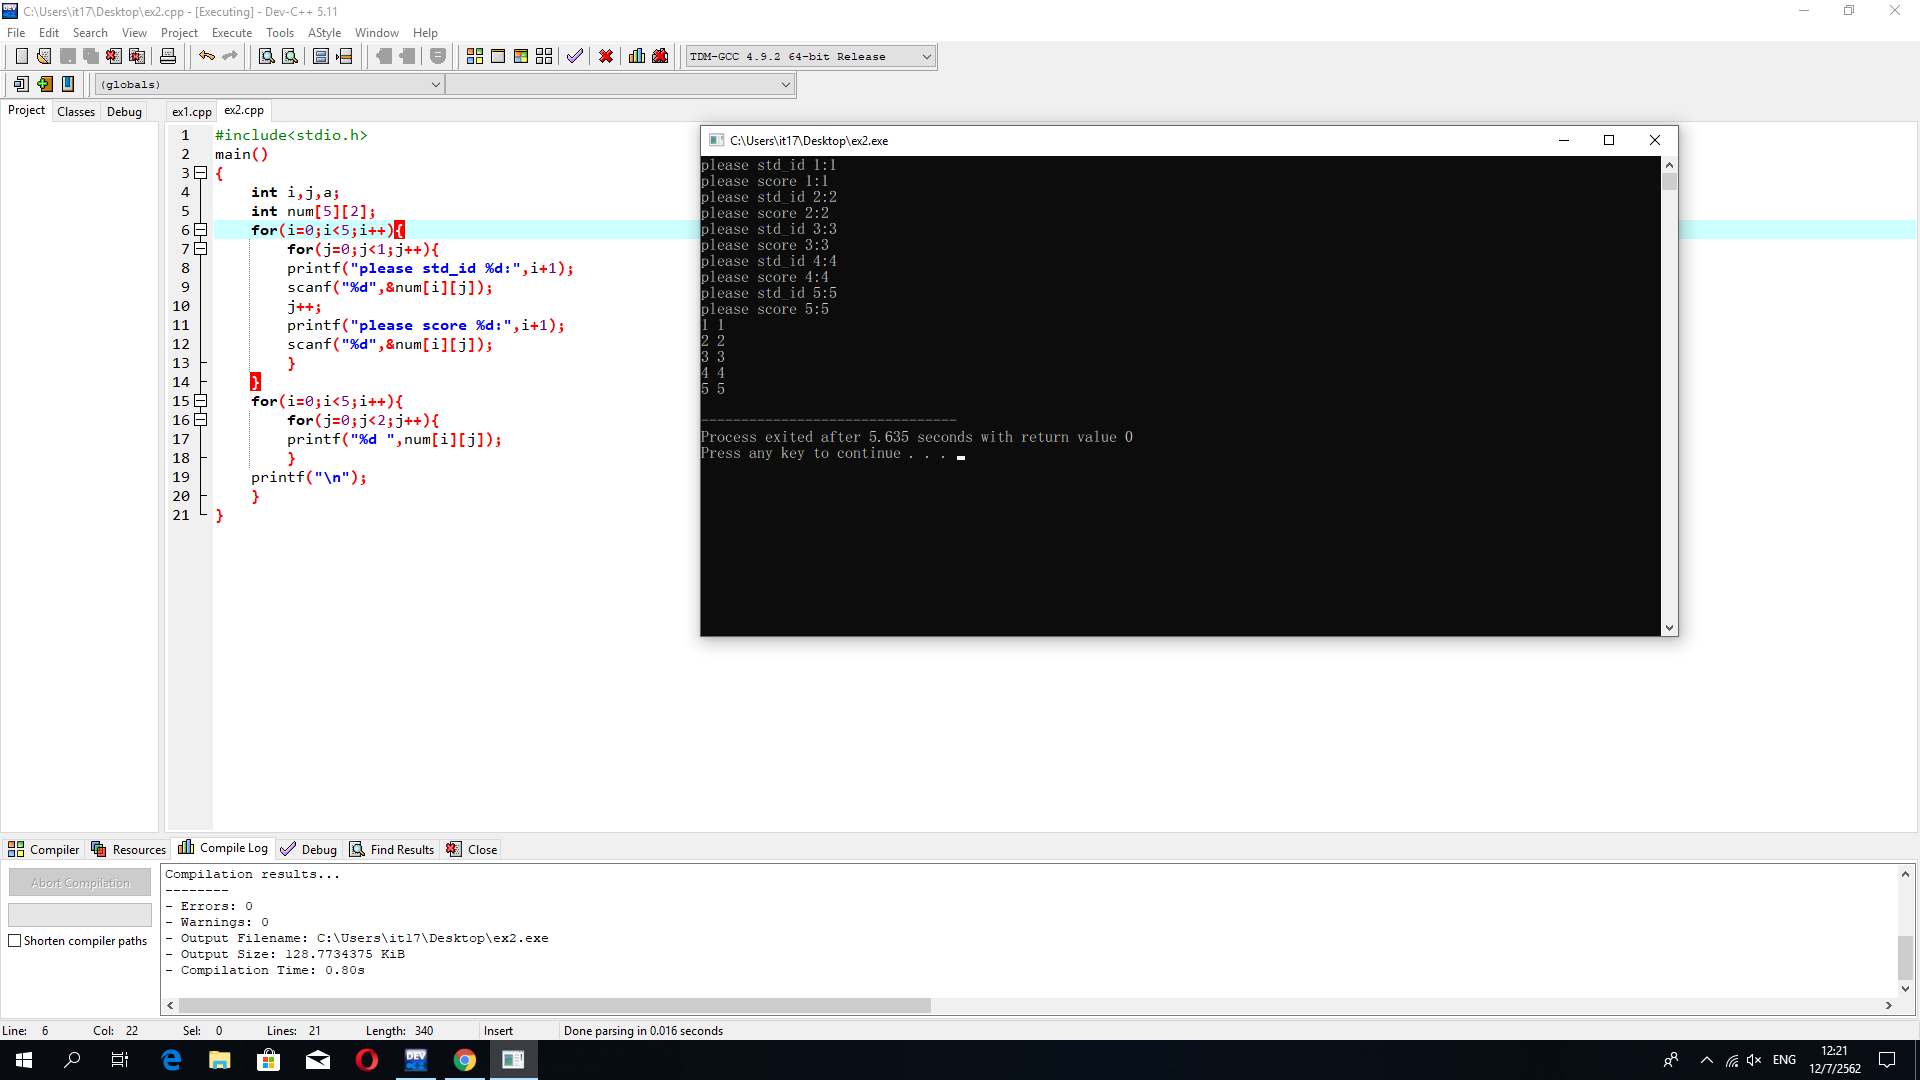 C:\Users\it17\Desktop\ex2.cpp - [Executing] - Dev-C++ 5.11
File Edit Search View Project Execute Tools AStyle Window Help
TDM-GCC 4.9.2 64-bit Release
(globals)
Project Classes Debug ex1.cpp ex2.cpp
1 #include<stdio.h>
2 main()
3 {
4 int i,j,a;
5 int num[5][2];
6 for(i=0;i<5;i++){
7 for(j=0;j<1;j++){
8 printf("please std_id %d:",i+1);
9 scanf("%d",&num[i][j]);
10 j++;
11 printf("please score %d:",i+1);
12 scanf("%d",&num[i][j]);
13 }
14 }
15 for(i=0;i<5;i++){
16 for(j=0;j<2;j++){
17 printf("%d ",num[i][j]);
18 }
19 printf("\n");
20 }
21 }
C:\Users\it17\Desktop\ex2.exe
please std_id 1:1
please score 1:1
please std_id 2:2
please score 2:2
please std_id 3:3
please score 3:3
please std_id 4:4
please score 4:4
please std_id 5:5
please score 5:5
1 1
2 2
3 3
4 4
5 5
--------------------------------
Process exited after 5.635 seconds with return value 0
Press any key to continue . . .
Compiler Resources Compile Log Debug Find Results Close
Abort Compilation
Shorten compiler paths
Compilation results...
--------
- Errors: 0
- Warnings: 0
- Output Filename: C:\Users\it17\Desktop\ex2.exe
- Output Size: 128.7734375 KiB
- Compilation Time: 0.80s
Line: 6 Col: 22 Sel: 0 Lines: 21 Length: 340 Insert Done parsing in 0.016 seconds
DEV
ENG
12:21
12/7/2562